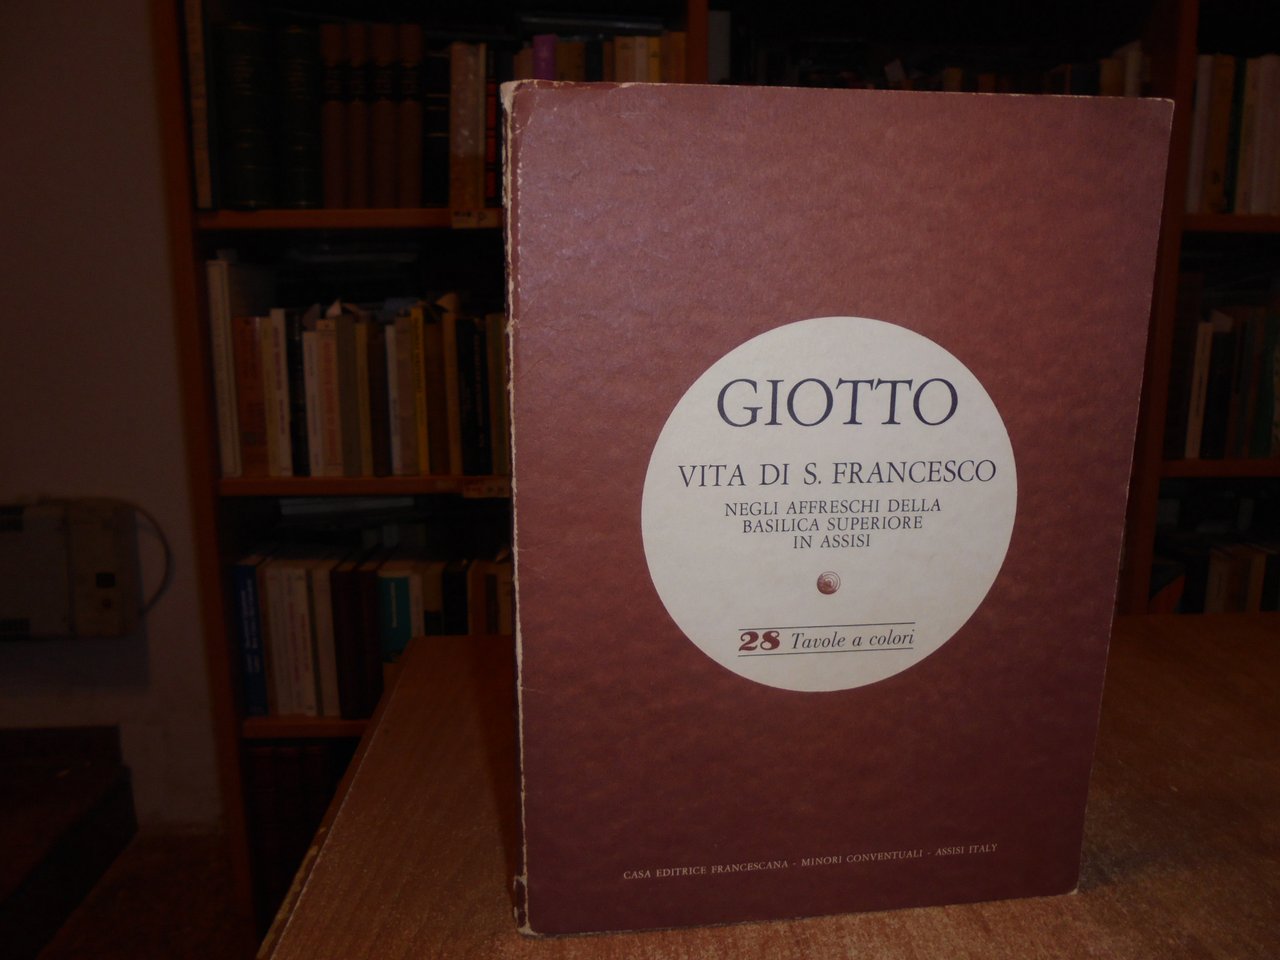 GIOTTO
VITA DI S. FRANCESCO
NEGLI AFFRESCHI DELLA
BASILICA SUPERIORE
IN ASSISI
28 Tavole a colori
CASA EDITRICE FRANCESCANA - MINORI CONVENTUALI - ASSISI ITALY